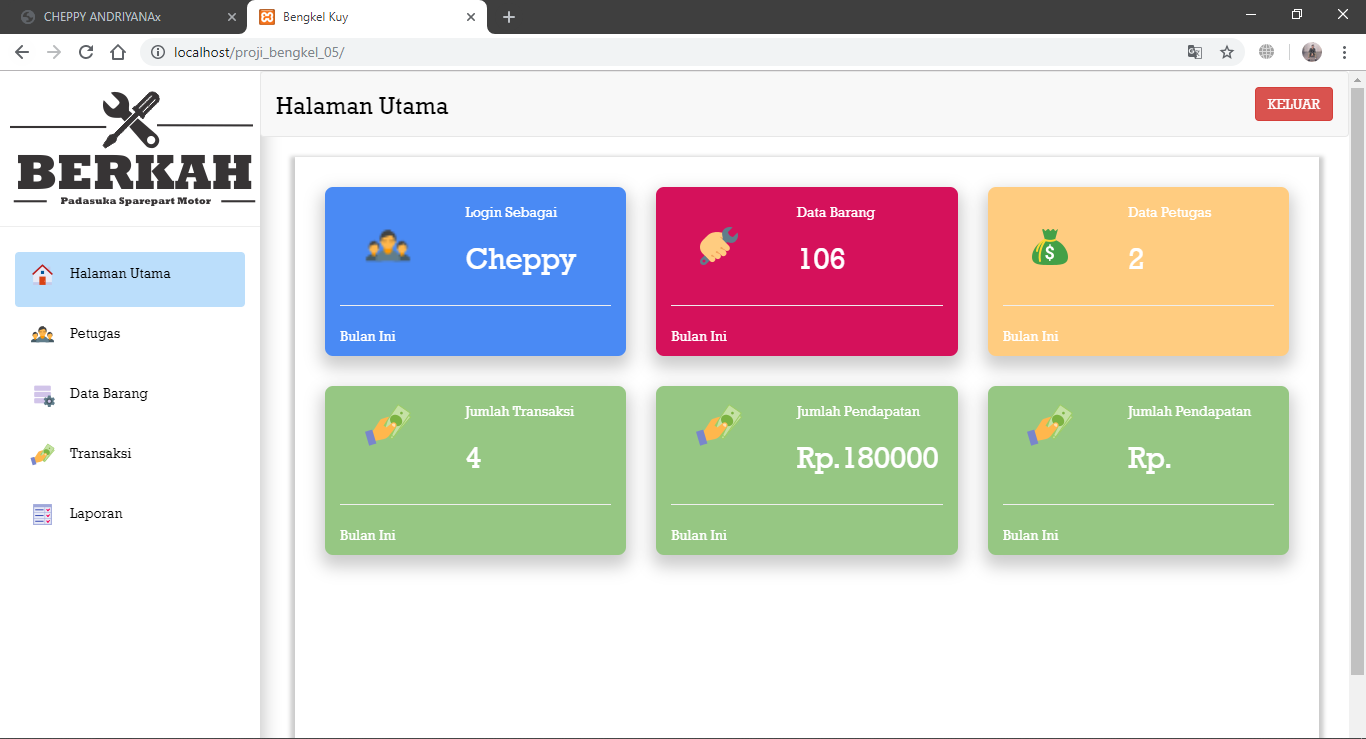 CHEPPY ANDRIYANAx
Bengkel Kuy
localhost/proji_bengkel_05/
BERKAH
Padasuka Sparepart Motor
Halaman Utama
KELUAR
Halaman Utama
Petugas
Data Barang
Transaksi
Laporan
Login Sebagai
Cheppy
Bulan Ini
Data Barang
106
Bulan Ini
Data Petugas
2
Bulan Ini
Jumlah Transaksi
4
Bulan Ini
Jumlah Pendapatan
Rp.180000
Bulan Ini
Jumlah Pendapatan
Rp.
Bulan Ini